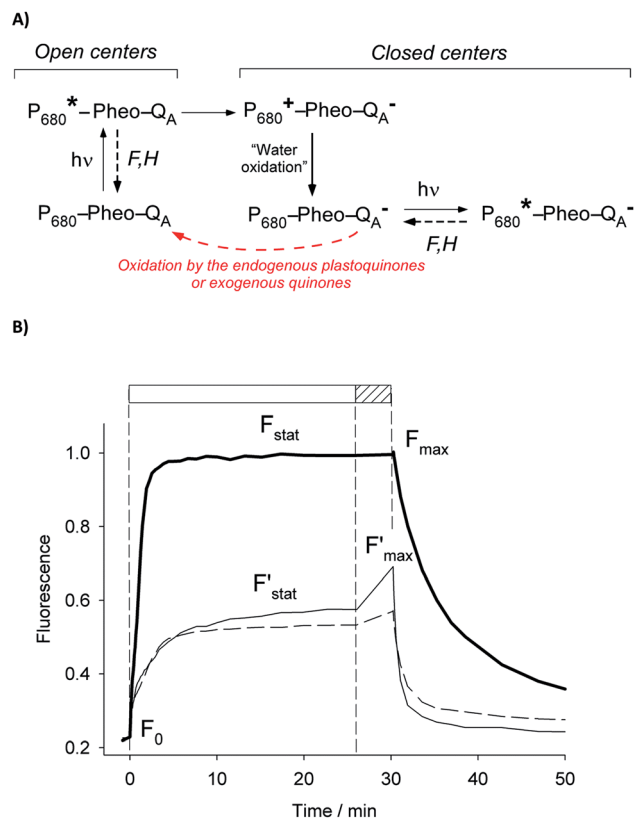 A)
Open centers
Closed centers
P680*–Pheo–QA
P680+–Pheo–QA-
hν
F,H
"Water
oxidation"
P680–Pheo–QA
P680–Pheo–QA-
hν
F,H
P680*–Pheo–QA-
Oxidation by the endogenous plastoquinones
or exogenous quinones
B)
Fstat
Fmax
F'max
F'stat
F0
1.0
0.8
0.6
0.4
0.2
Fluorescence
0
10
20
30
40
50
Time / min